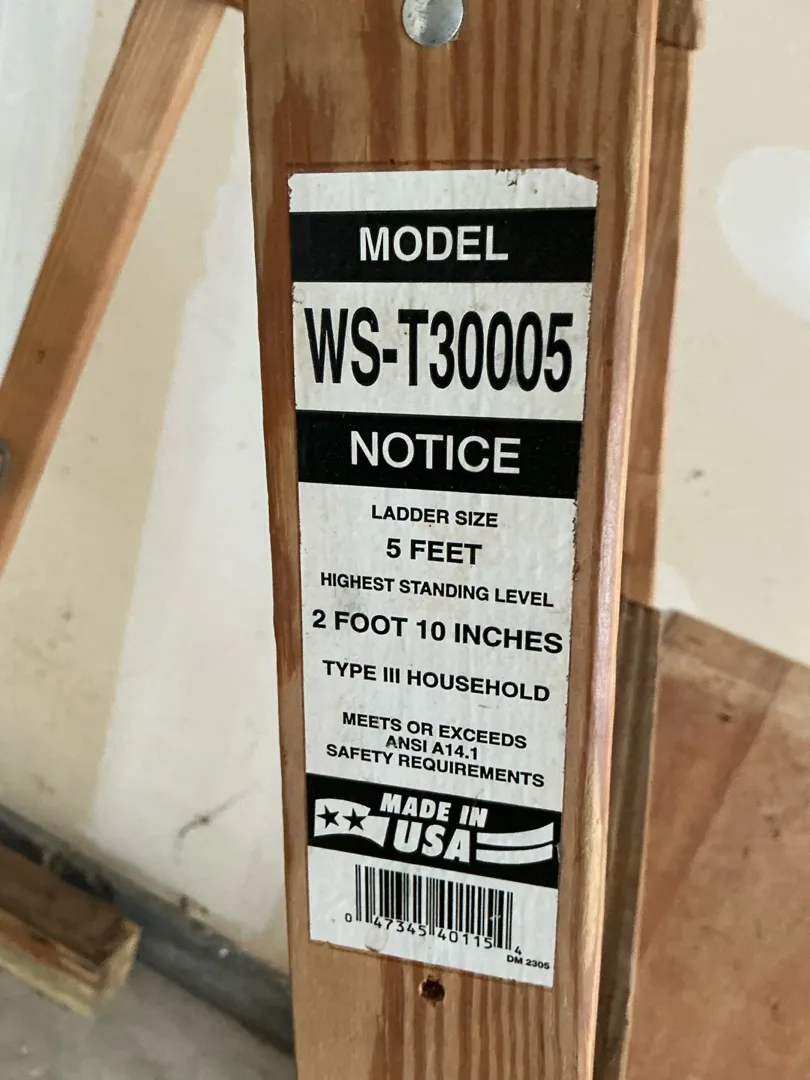 MODEL
WS-T30005
NOTICE
LADDER SIZE
5 FEET
HIGHEST STANDING LEVEL
2 FOOT 10 INCHES
TYPE III HOUSEHOLD
MEETS OR EXCEEDS
ANSI A14.1
SAFETY REQUIREMENTS
MADE IN
USA
0 47345 40115 4
DM 2305